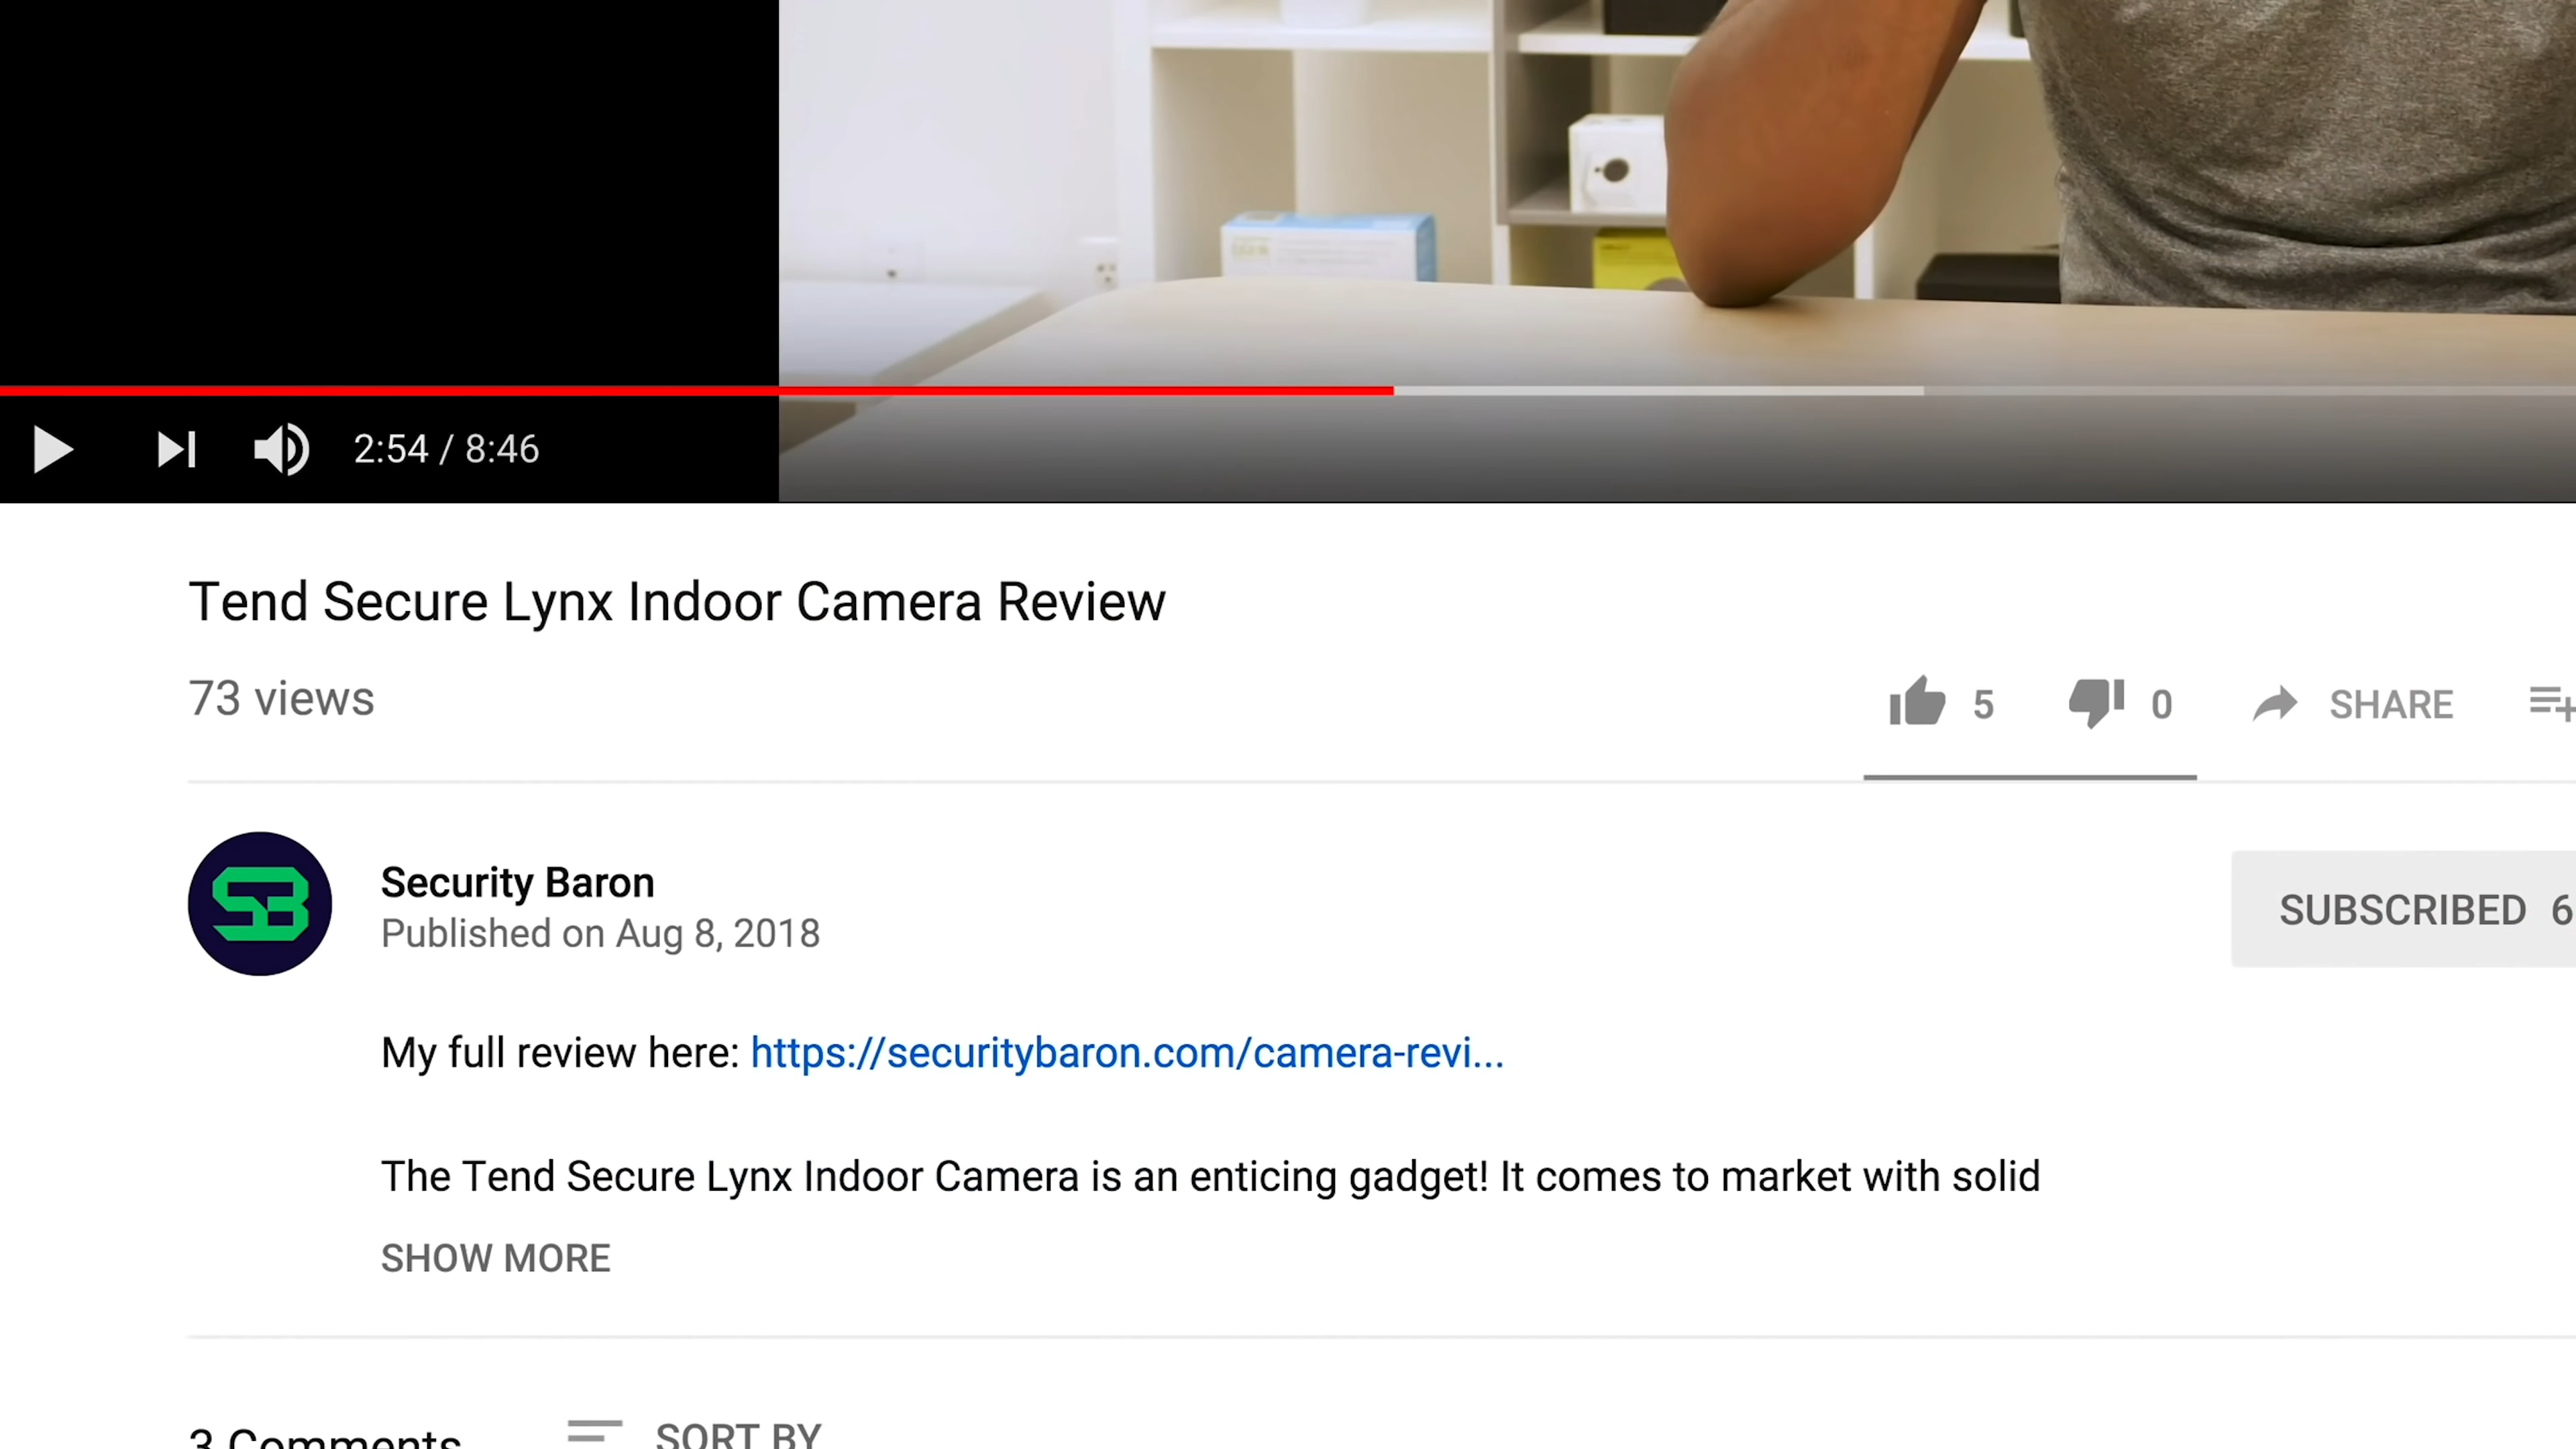 2:54 / 8:46
Tend Secure Lynx Indoor Camera Review
73 views
5 0 SHARE
SB
Security Baron
Published on Aug 8, 2018
SUBSCRIBED 6
My full review here: https://securitybaron.com/camera-revi...
The Tend Secure Lynx Indoor Camera is an enticing gadget! It comes to market with solid
SHOW MORE
3 Comments SORT BY